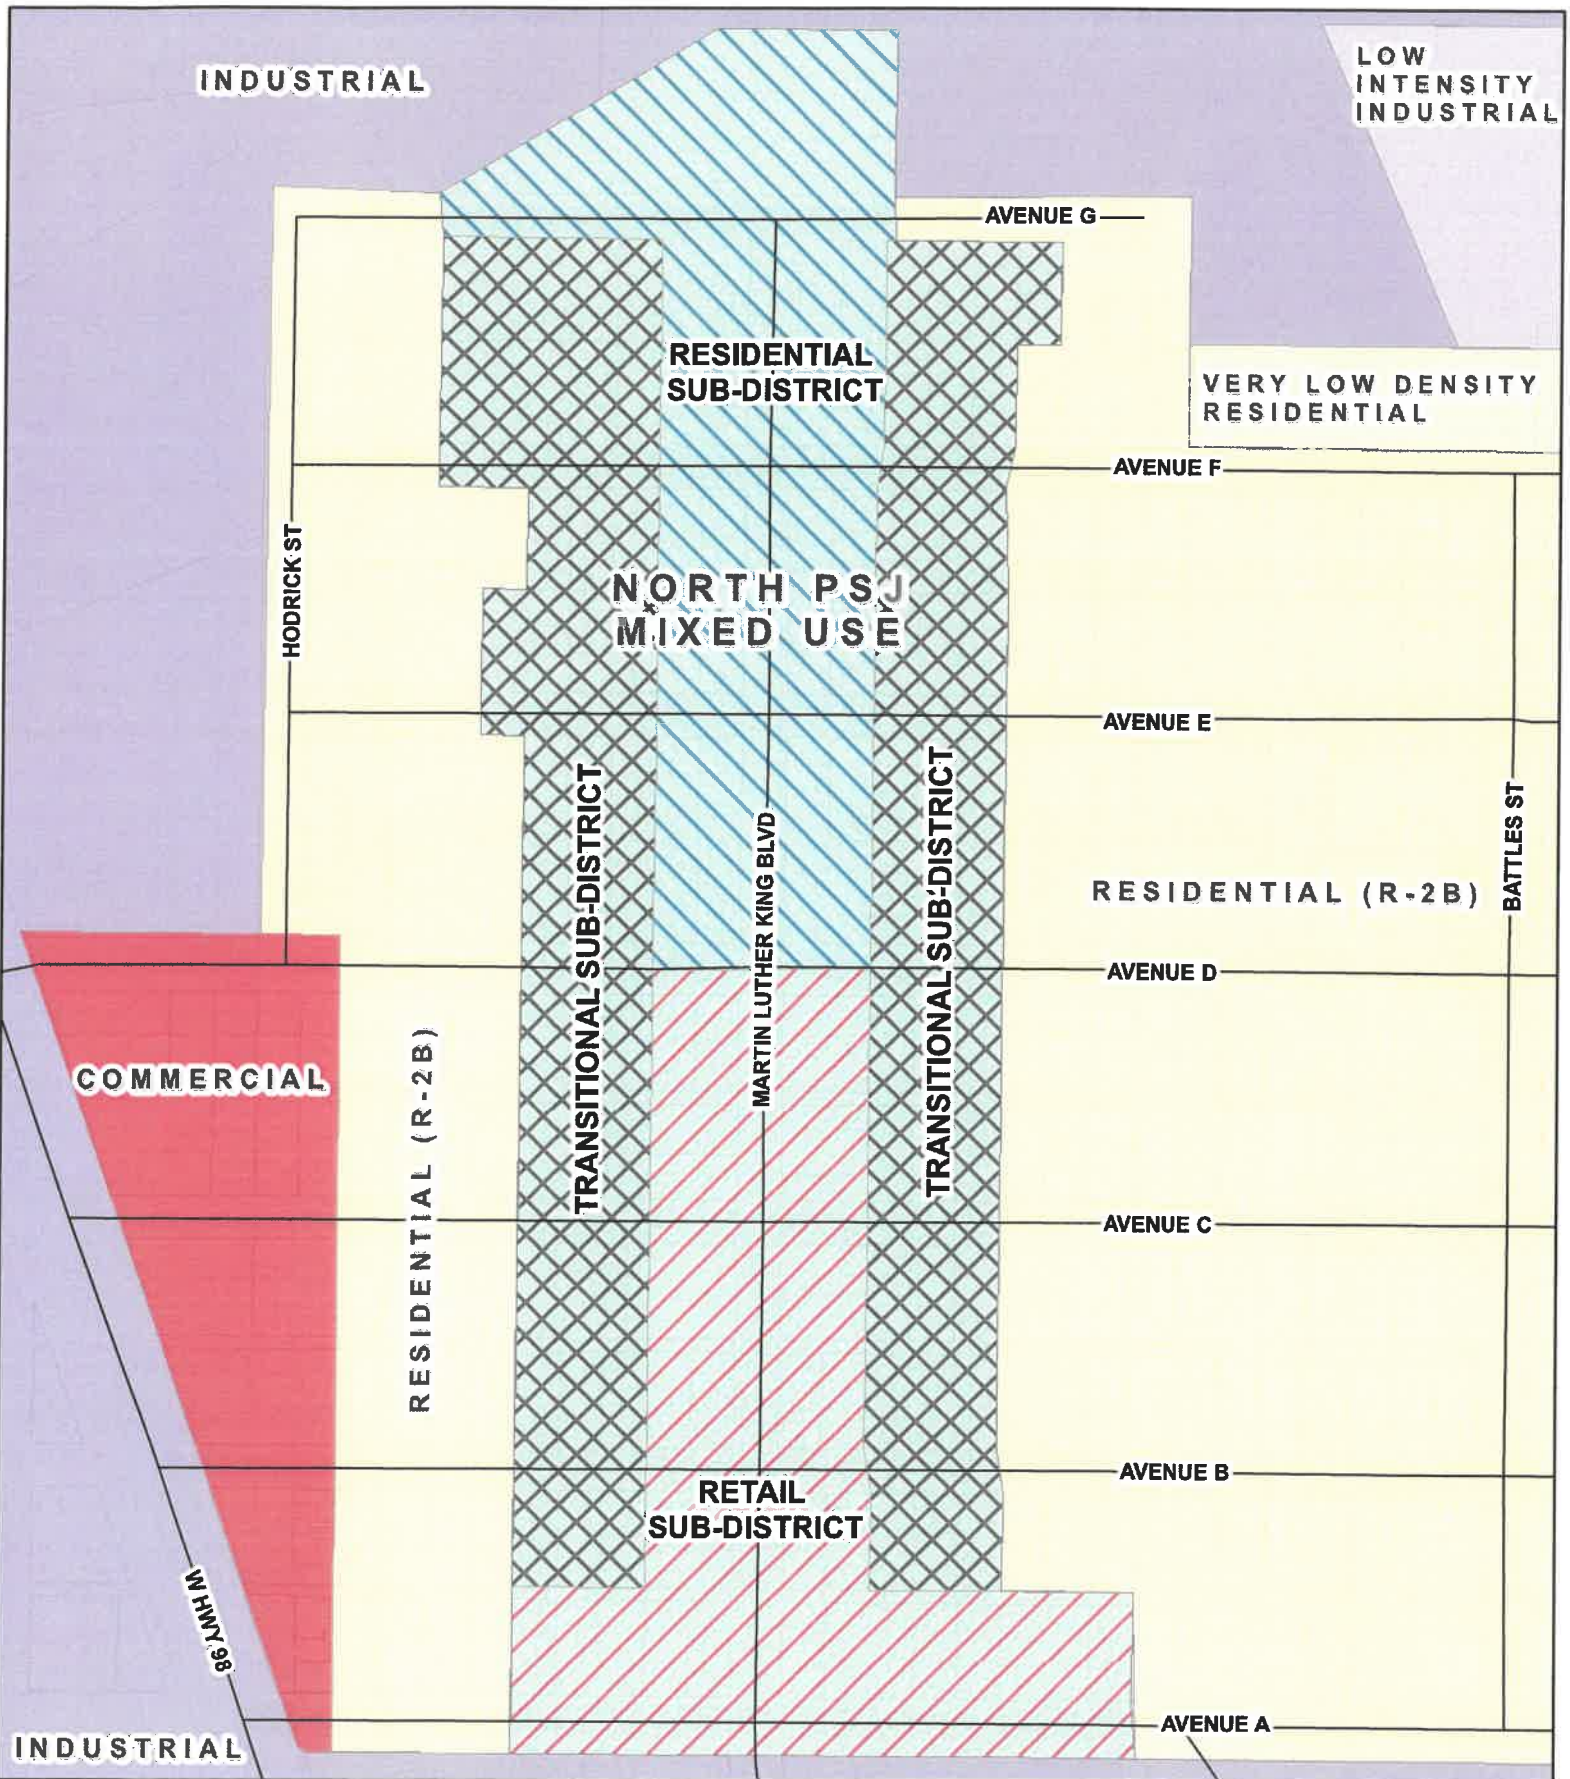 INDUSTRIAL
LOW
INTENSITY
INDUSTRIAL
AVENUE G
RESIDENTIAL
SUB-DISTRICT
VERY LOW DENSITY
RESIDENTIAL
AVENUE F
HODRICK ST
NORTH PSJ
MIXED USE
AVENUE E
TRANSITIONAL SUB-DISTRICT
MARTIN LUTHER KING BLVD
TRANSITIONAL SUB-DISTRICT
RESIDENTIAL (R-2B)
BATTLES ST
AVENUE D
COMMERCIAL
RESIDENTIAL (R-2B)
AVENUE C
AVENUE B
RETAIL
SUB-DISTRICT
W HWY 98
AVENUE A
INDUSTRIAL